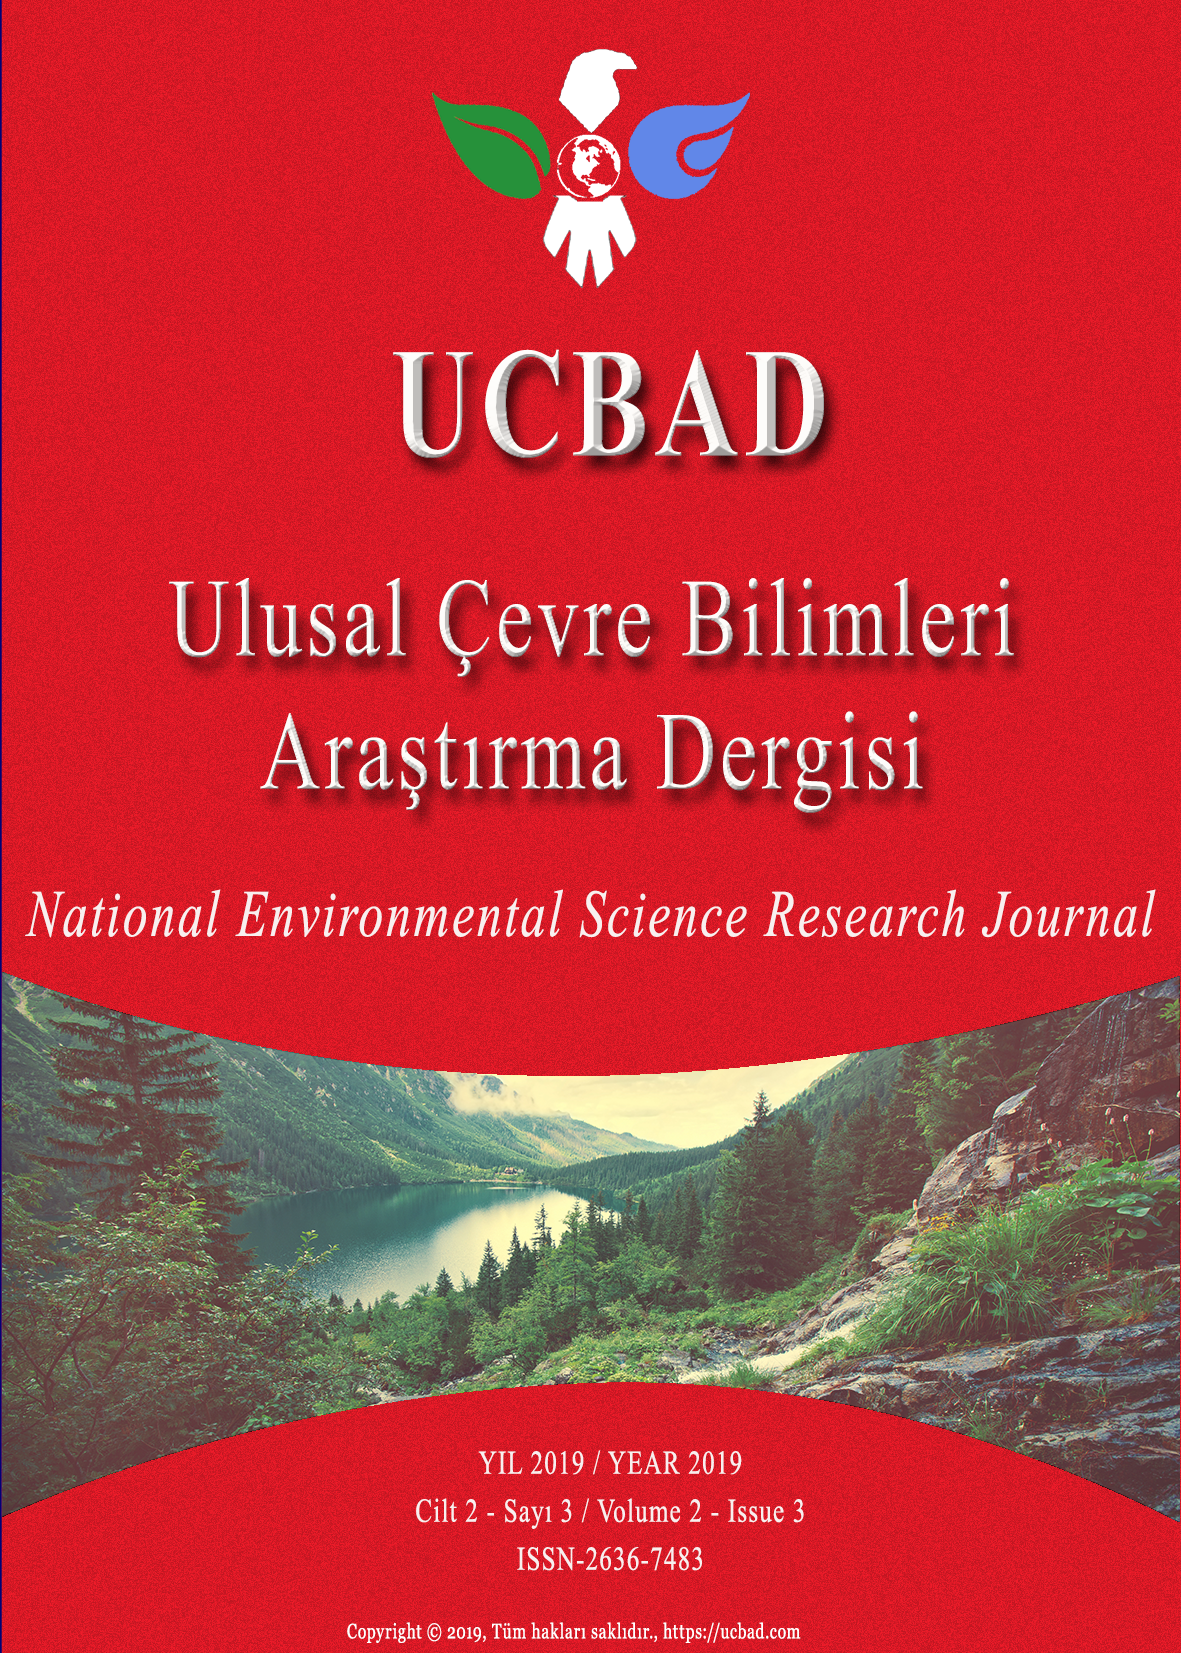 UCBAD
Ulusal Çevre Bilimleri
Araştırma Dergisi
National Environmental Science Research Journal
YIL 2019 / YEAR 2019
Cilt 2 - Sayı 3 / Volume 2 - Issue 3
ISSN-2636-7483
Copyright © 2019, Tüm hakları saklıdır., https://ucbad.com